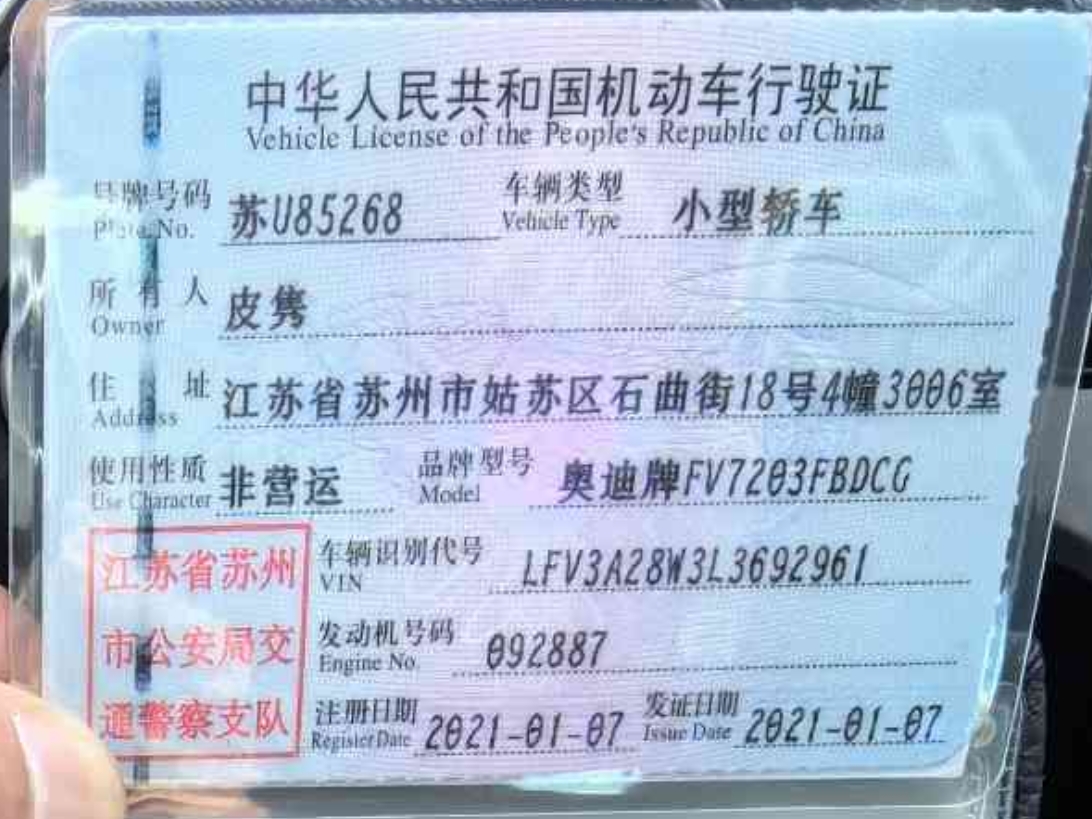 中华人民共和国机动车行驶证
Vehicle License of the People's Republic of China
号牌号码 苏U85268 车辆类型 小型轿车
Plate No. Vehicle Type
所有人 皮隽
Owner
住址 江苏省苏州市姑苏区石曲街18号4幢3006室
Address
使用性质 非营运 品牌型号 奥迪牌FV7203FBDCG
Use Character Model
江苏省苏州
市公安局交
通警察支队
车辆识别代号 LFV3A28W3L3692961
VIN
发动机号码 092887
Engine No.
注册日期 2021-01-07 发证日期 2021-01-07
Register Date Issue Date